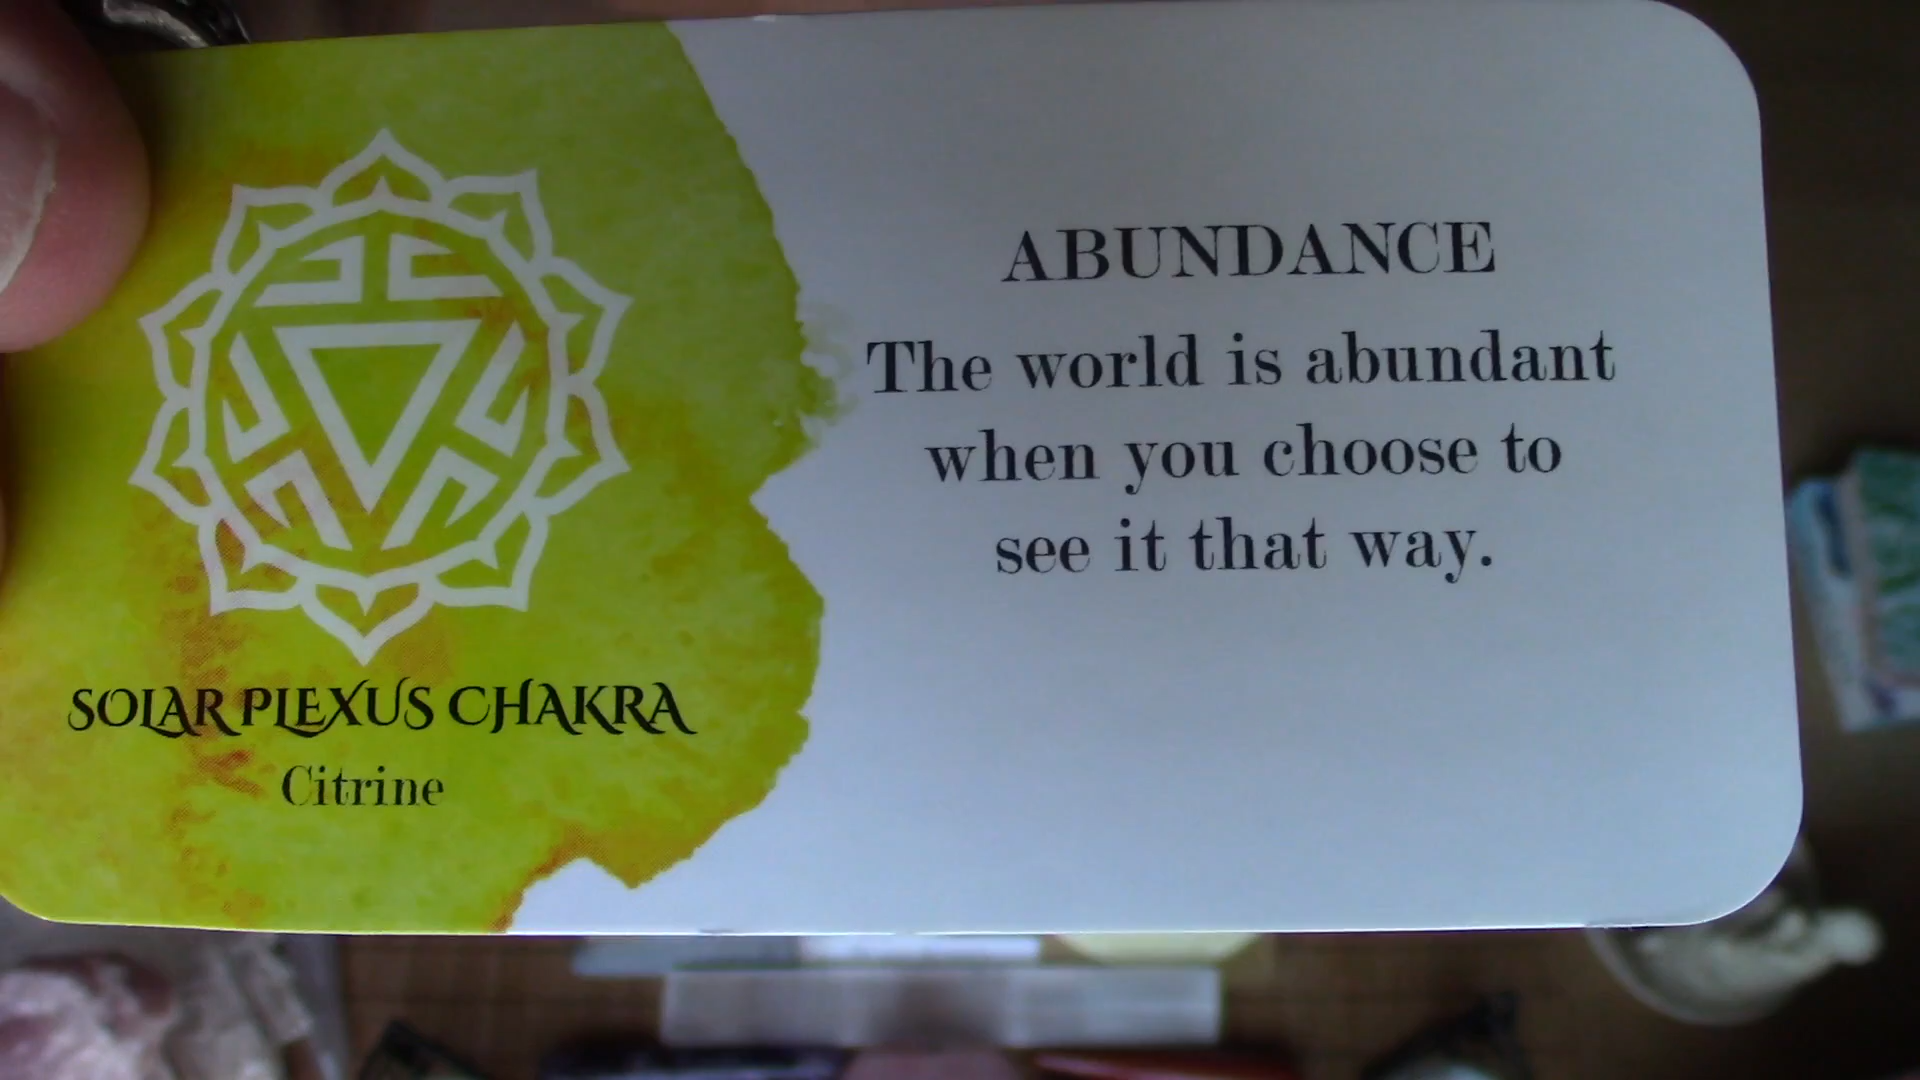 SOLAR PLEXUS CHAKRA
Citrine
ABUNDANCE
The world is abundant
when you choose to
see it that way.